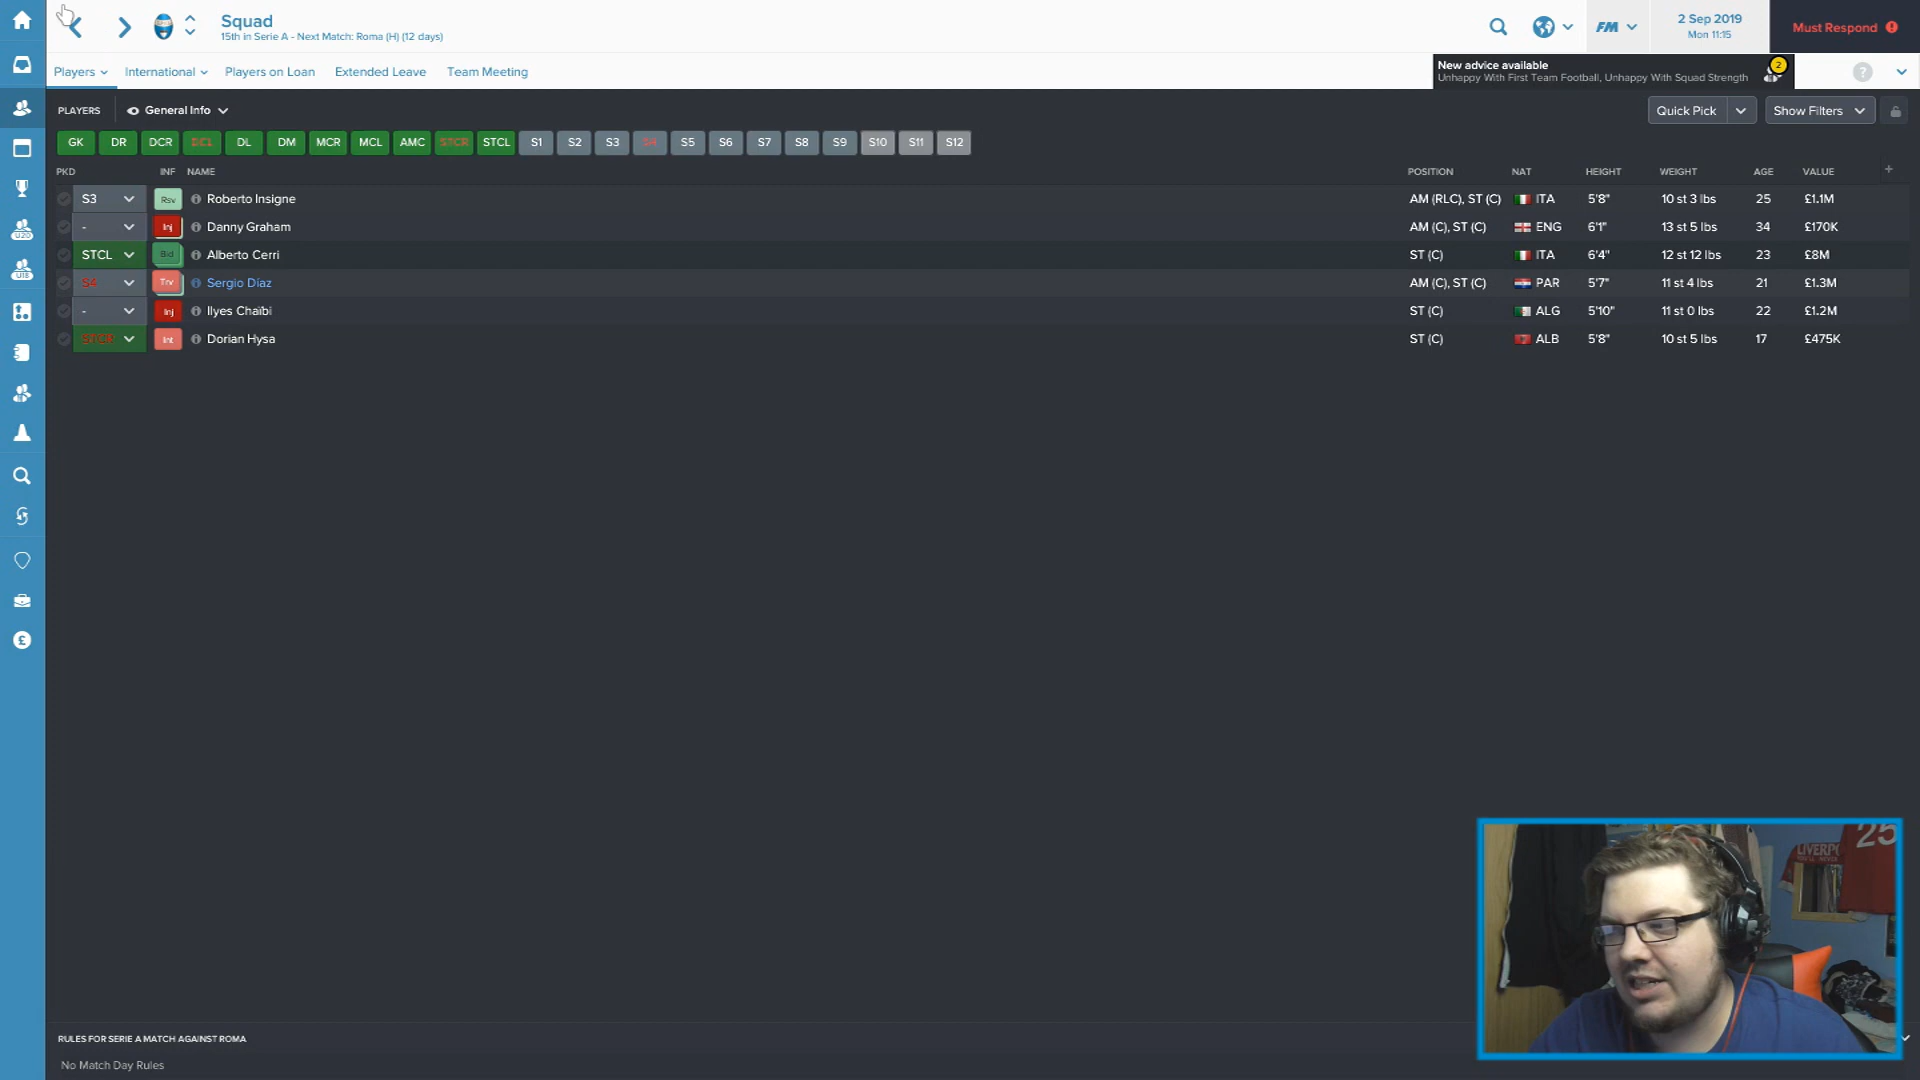 Squad
15th in Serie A - Next Match: Roma (H) (12 days)
FM
2 Sep 2019
Mon 11:15
Must Respond
Players
International
Players on Loan
Extended Leave
Team Meeting
New advice available
Unhappy With First Team Football, Unhappy With Squad Strength
2
?
PLAYERS
General Info
Quick Pick
Show Filters
GK DR DCR DCL DL DM MCR MCL AMC STCR STCL S1 S2 S3 S4 S5 S6 S7 S8 S9 S10 S11 S12
PKD INF NAME POSITION NAT HEIGHT WEIGHT AGE VALUE +
S3 Rsv Roberto Insigne AM (RLC), ST (C) ITA 5'8" 10 st 3 lbs 25 £1.1M
- Inj Danny Graham AM (C), ST (C) ENG 6'1" 13 st 5 lbs 34 £170K
STCL Bid Alberto Cerri ST (C) ITA 6'4" 12 st 12 lbs 23 £8M
S4 Trv Sergio Díaz AM (C), ST (C) PAR 5'7" 11 st 4 lbs 21 £1.3M
- Inj Ilyes Chaïbi ST (C) ALG 5'10" 11 st 0 lbs 22 £1.2M
STCR Int Dorian Hysa ST (C) ALB 5'8" 10 st 5 lbs 17 £475K
U20
U18
£
25
RULES FOR SERIE A MATCH AGAINST ROMA
No Match Day Rules